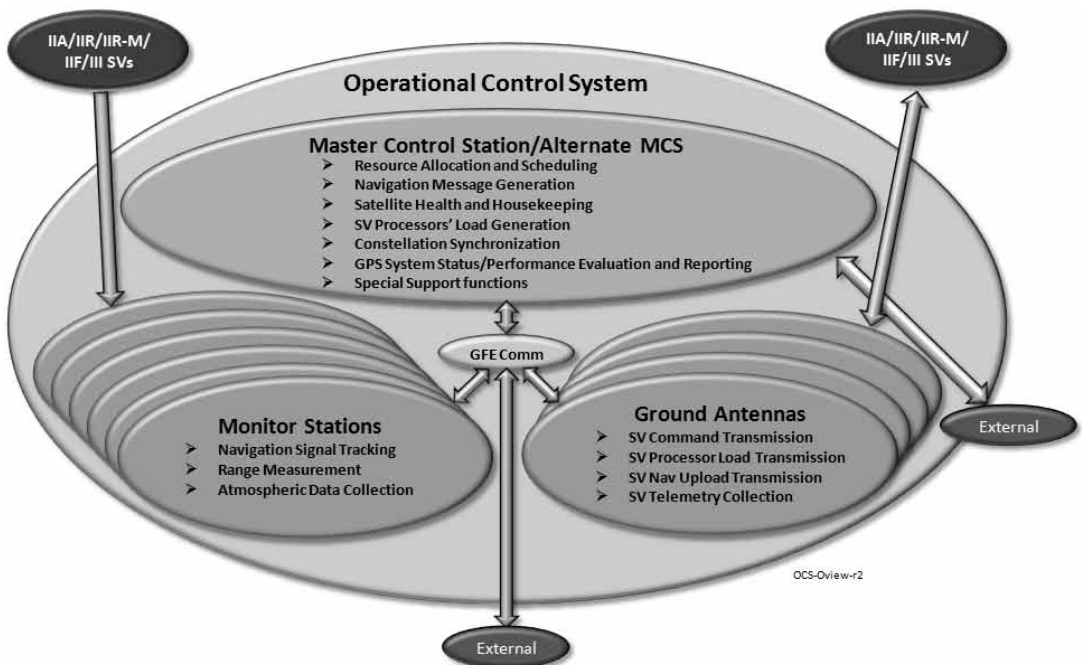 IIA/IIR/IIR-M/
IIF/III SVs
IIA/IIR/IIR-M/
IIF/III SVs
Operational Control System
Master Control Station/Alternate MCS
➤ Resource Allocation and Scheduling
➤ Navigation Message Generation
➤ Satellite Health and Housekeeping
➤ SV Processors' Load Generation
➤ Constellation Synchronization
➤ GPS System Status/Performance Evaluation and Reporting
➤ Special Support functions
GFE Comm
Monitor Stations
➤ Navigation Signal Tracking
➤ Range Measurement
➤ Atmospheric Data Collection
Ground Antennas
➤ SV Command Transmission
➤ SV Processor Load Transmission
➤ SV Nav Upload Transmission
➤ SV Telemetry Collection
External
OCS-Oview-r2
External